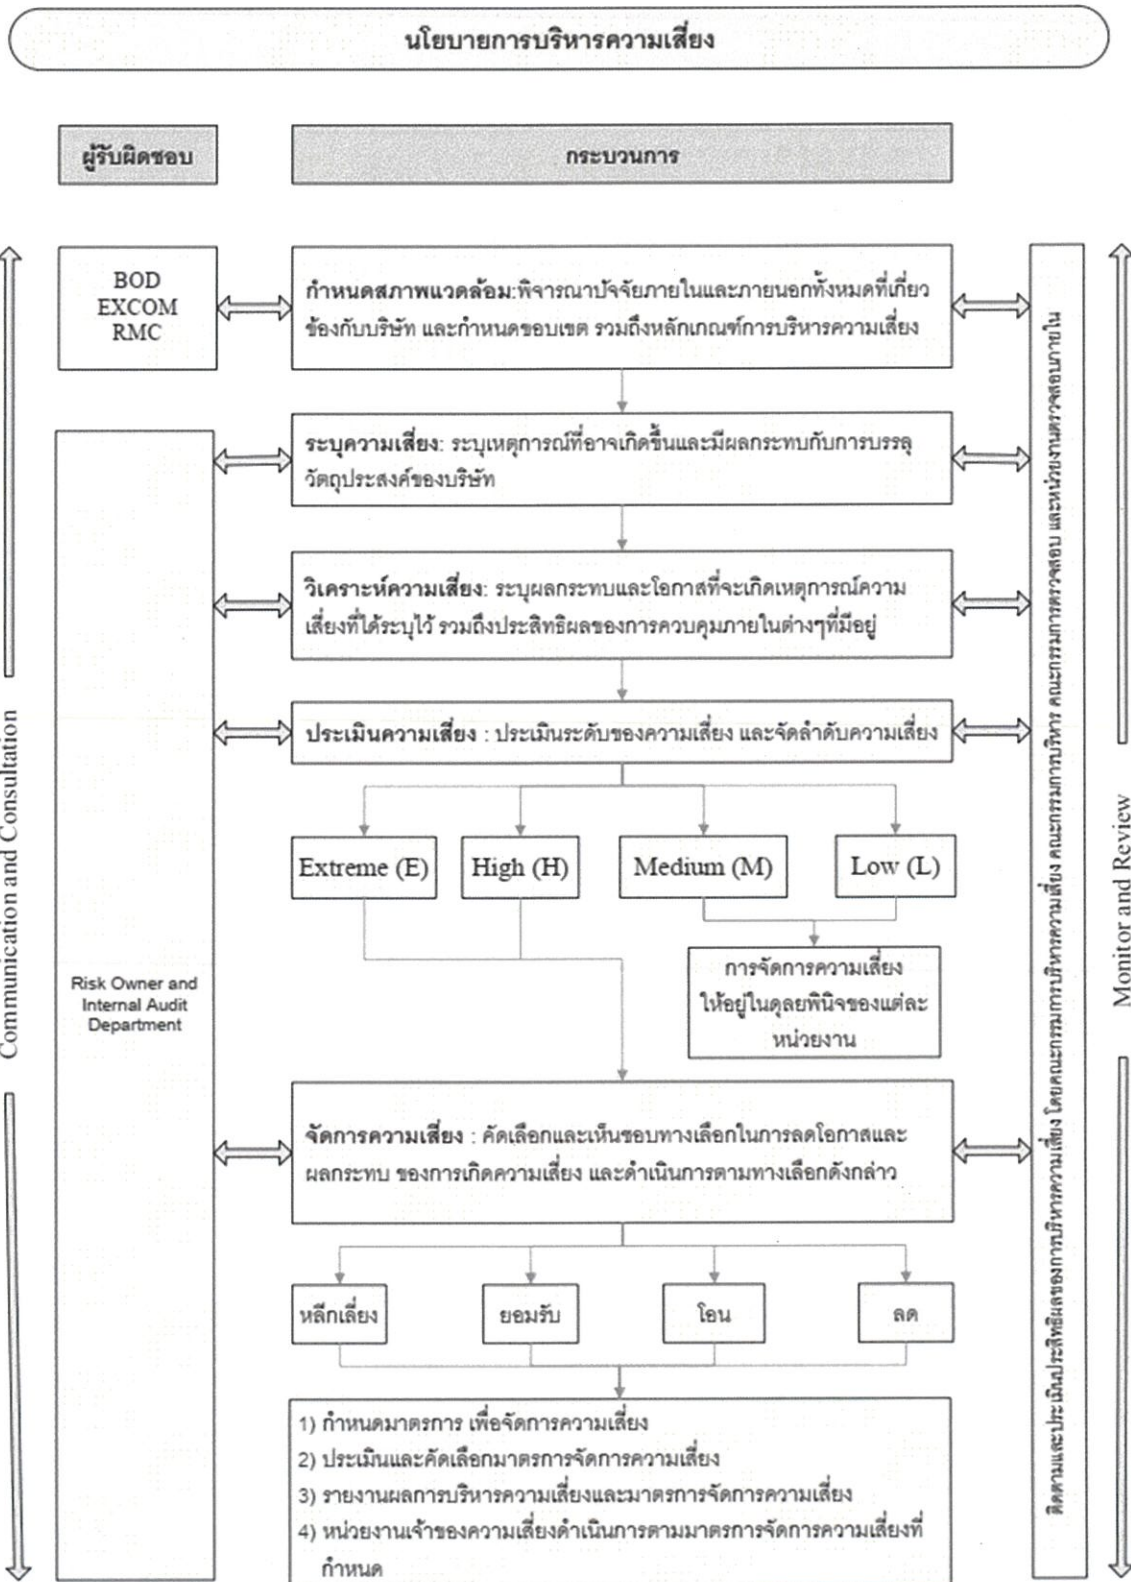 นโยบายการบริหารความเสี่ยง
ผู้รับผิดชอบ
กระบวนการ
BOD
EXCOM
RMC
กำหนดสภาพแวดล้อม:พิจารณาปัจจัยภายในและภายนอกทั้งหมดที่เกี่ยว
ข้องกับบริษัท และกำหนดขอบเขต รวมถึงหลักเกณฑ์การบริหารความเสี่ยง
ระบุความเสี่ยง: ระบุเหตุการณ์ที่อาจเกิดขึ้นและมีผลกระทบกับการบรรลุ
วัตถุประสงค์ของบริษัท
วิเคราะห์ความเสี่ยง: ระบุผลกระทบและโอกาสที่จะเกิดเหตุการณ์ความ
เสี่ยงที่ได้ระบุไว้ รวมถึงประสิทธิผลของการควบคุมภายในต่างๆที่มีอยู่
ประเมินความเสี่ยง : ประเมินระดับของความเสี่ยง และจัดลำดับความเสี่ยง
Extreme (E)
High (H)
Medium (M)
Low (L)
การจัดการความเสี่ยง
ให้อยู่ในดุลยพินิจของแต่ละ
หน่วยงาน
Risk Owner and
Internal Audit
Department
จัดการความเสี่ยง : คัดเลือกและเห็นชอบทางเลือกในการลดโอกาสและ
ผลกระทบ ของการเกิดความเสี่ยง และดำเนินการตามทางเลือกดังกล่าว
หลีกเลี่ยง
ยอมรับ
โอน
ลด
1) กำหนดมาตรการ เพื่อจัดการความเสี่ยง
2) ประเมินและคัดเลือกมาตรการจัดการความเสี่ยง
3) รายงานผลการบริหารความเสี่ยงและมาตรการจัดการความเสี่ยง
4) หน่วยงานเจ้าของความเสี่ยงดำเนินการตามมาตรการจัดการความเสี่ยงที่
กำหนด
Communication and Consultation
ติดตามและประเมินประสิทธิผลของการบริหารความเสี่ยง โดยคณะกรรมการบริหารความเสี่ยง คณะกรรมการบริหาร คณะกรรมการตรวจสอบ และหน่วยงานตรวจสอบภายใน
Monitor and Review